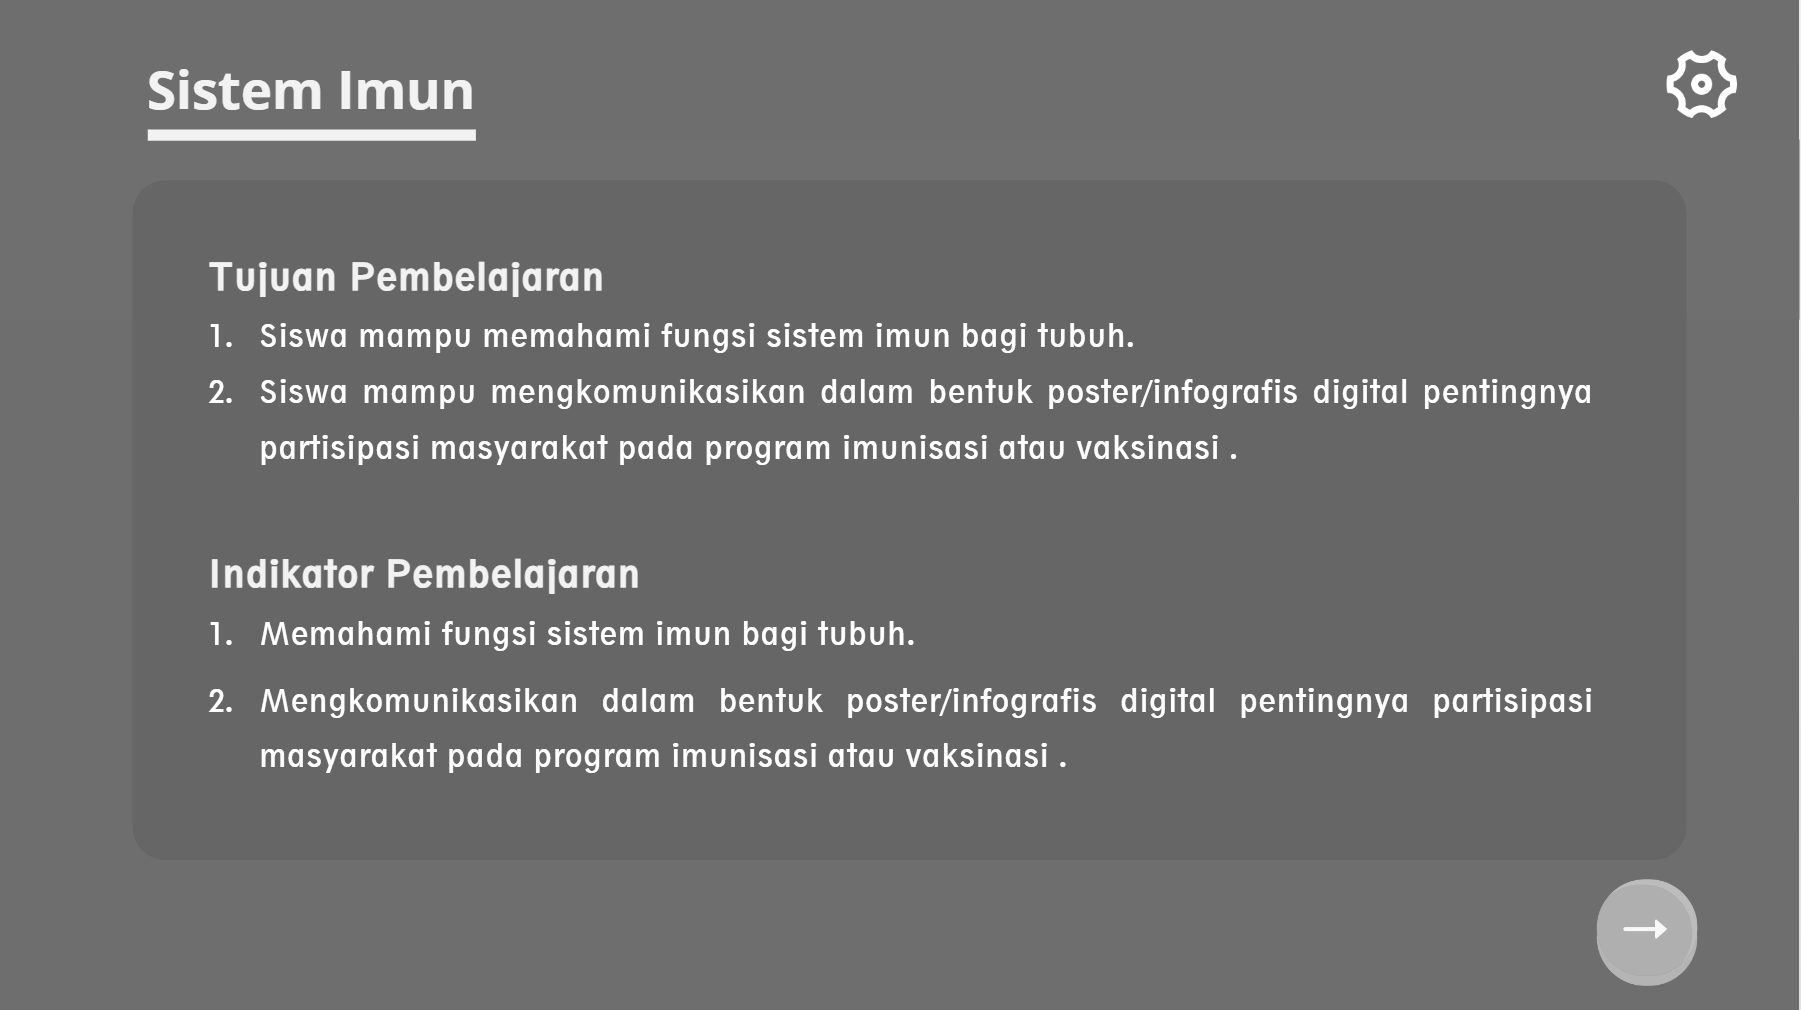 Sistem Imun
Tujuan Pembelajaran
1. Siswa mampu memahami fungsi sistem imun bagi tubuh.
2. Siswa mampu mengkomunikasikan dalam bentuk poster/infografis digital pentingnya
partisipasi masyarakat pada program imunisasi atau vaksinasi .
Indikator Pembelajaran
1. Memahami fungsi sistem imun bagi tubuh.
2. Mengkomunikasikan dalam bentuk poster/infografis digital pentingnya partisipasi
masyarakat pada program imunisasi atau vaksinasi .